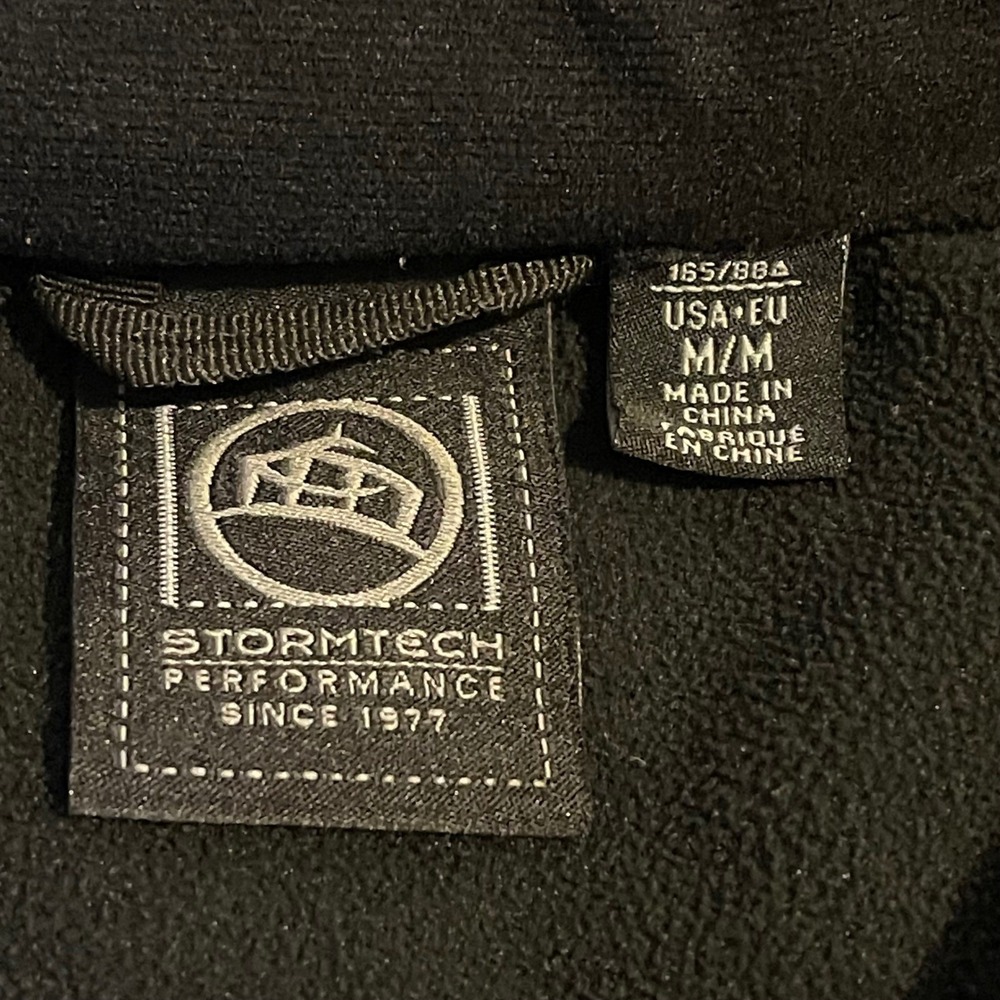 STORMTECH
PERFORMANCE
SINCE 1977
165/88A
USA•EU
M/M
MADE IN
CHINA
FABRIQUÉ
EN CHINE